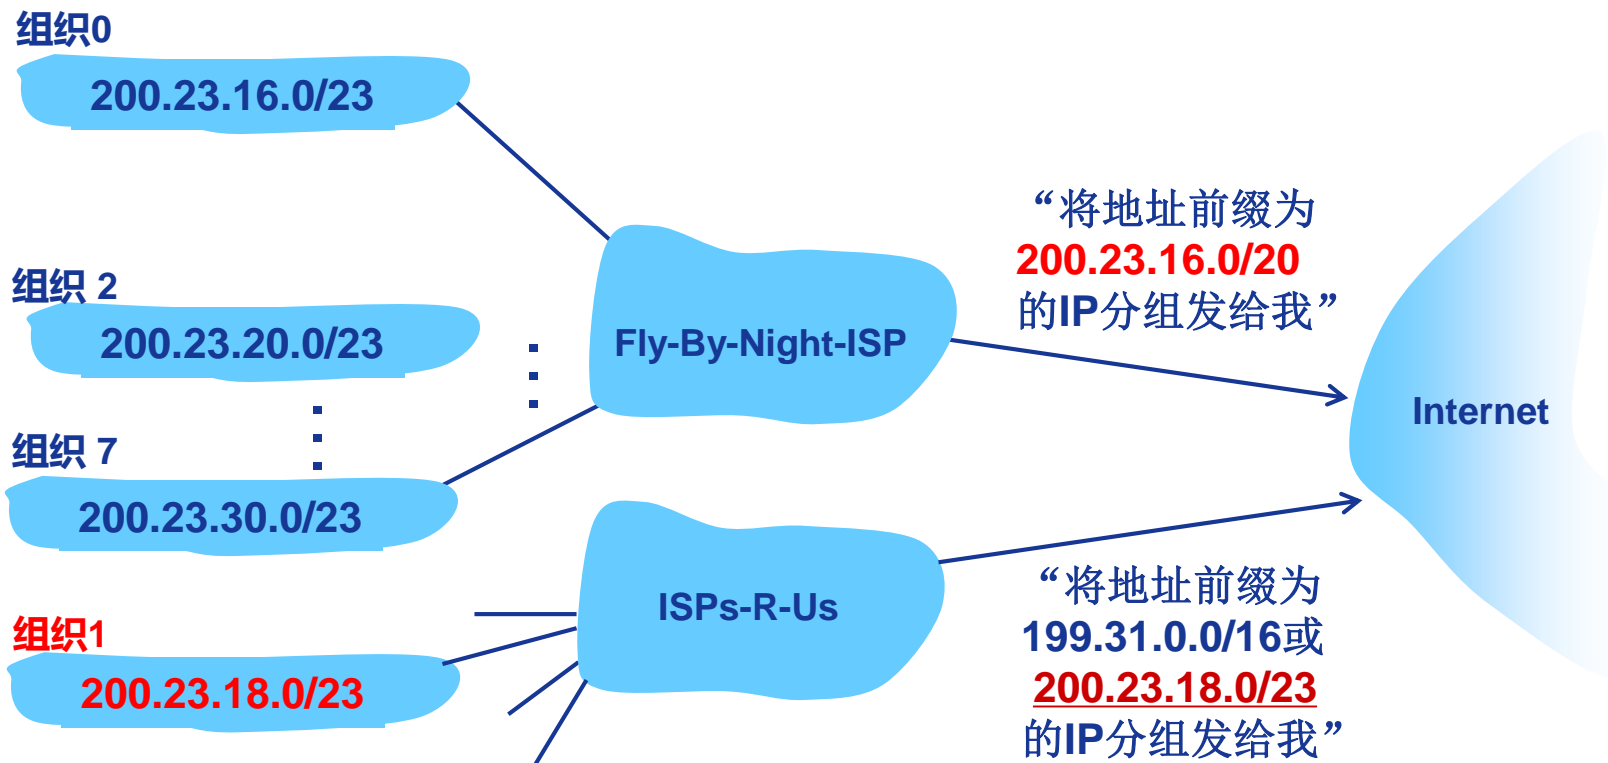 组织0
200.23.16.0/23
组织 2
200.23.20.0/23
组织 7
200.23.30.0/23
组织1
200.23.18.0/23
Fly-By-Night-ISP
ISPs-R-Us
“将地址前缀为
200.23.16.0/20
的IP分组发给我”
Internet
“将地址前缀为
199.31.0.0/16或
200.23.18.0/23
的IP分组发给我”